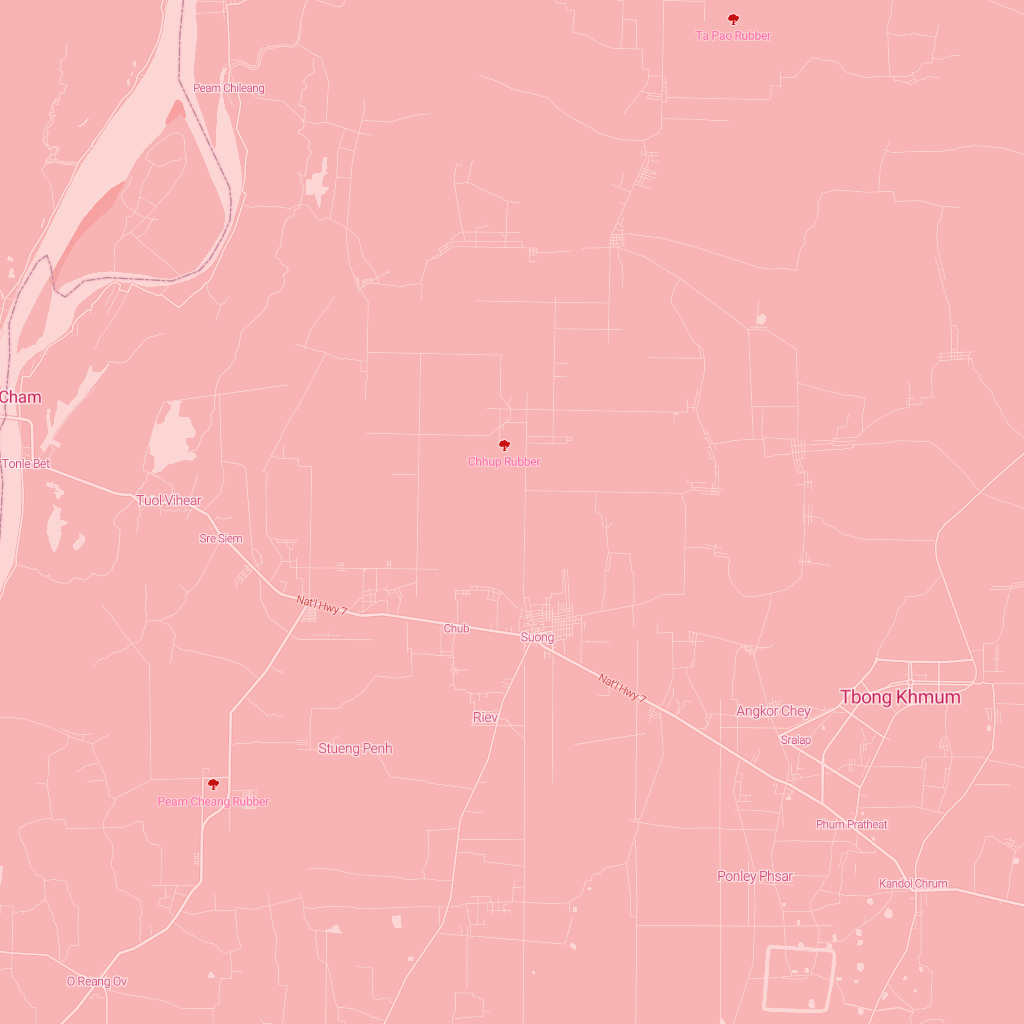 Ta Pao Rubber
Peam Chileang
Cham
Chhup Rubber
Tonle Bet
Tuol Vihear
Sre Siem
Nat'l Hwy 7
Chub
Suong
Nat'l Hwy 7
Tbong Khmum
Angkor Chey
Riev
Sralap
Stueng Penh
Peam Cheang Rubber
Phum Pratheat
Ponley Phsar
Kandol Chrum
O Reang Ov